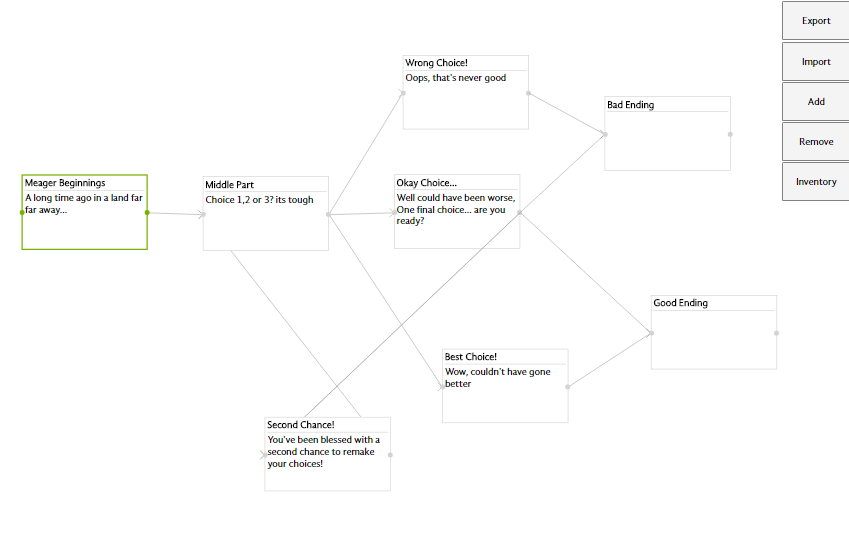 Export
Import
Add
Remove
Inventory
Wrong Choice!
Oops, that's never good
Bad Ending
Meager Beginnings
A long time ago in a land far
far away...
Middle Part
Choice 1,2 or 3? its tough
Okay Choice...
Well could have been worse,
One final choice... are you
ready?
Good Ending
Best Choice!
Wow, couldn't have gone
better
Second Chance!
You've been blessed with a
second chance to remake
your choices!